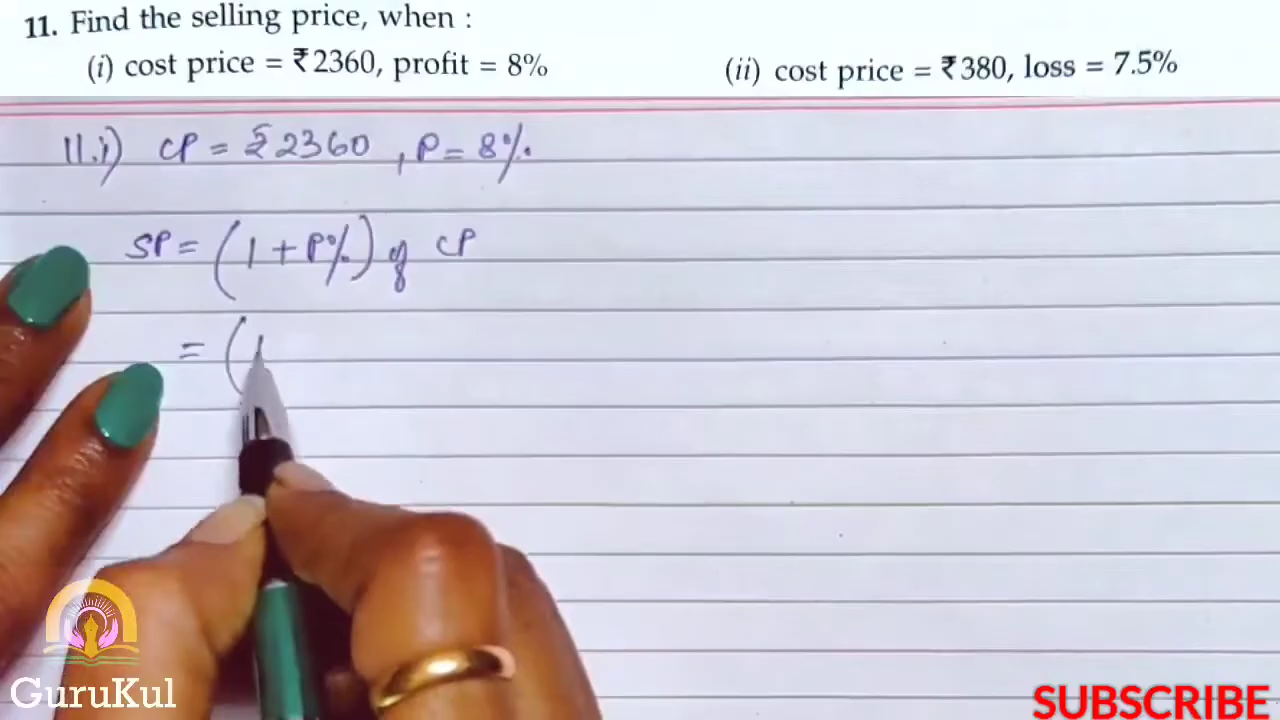 11. Find the selling price, when :
(i) cost price = ₹2360, profit = 8%
(ii) cost price = ₹380, loss = 7.5%
11.i) CP = ₹2360, P = 8%.
SP = (1 + P%) of CP
= (1
GuruKul
SUBSCRIBE